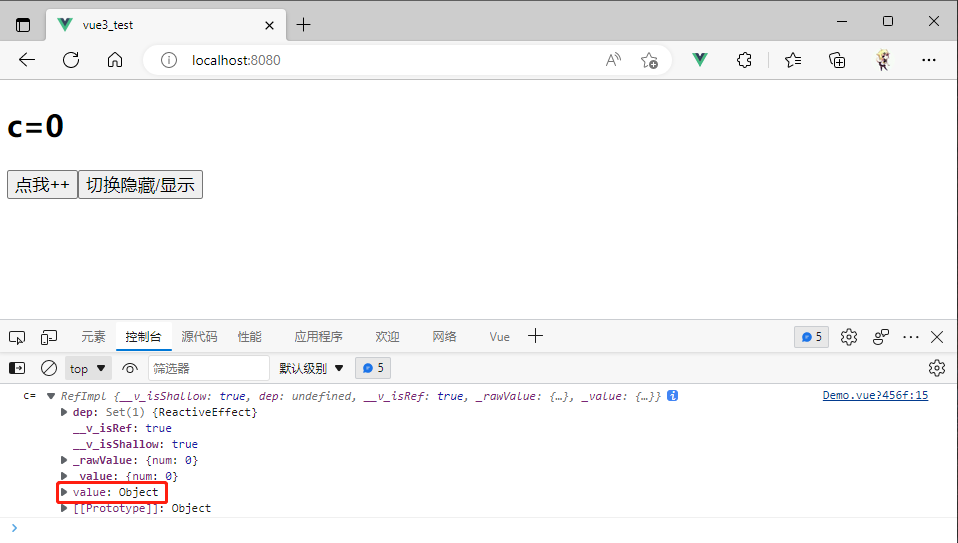 vue3_test
localhost:8080
c=0
点我++ 切换隐藏/显示
元素 控制台 源代码 性能 应用程序 欢迎 网络 Vue 5
top 筛选器 默认级别 5
c= RefImpl {__v_isShallow: true, dep: undefined, __v_isRef: true, _rawValue: {…}, _value: {…}} Demo.vue?456f:15
dep: Set(1) {ReactiveEffect}
__v_isRef: true
__v_isShallow: true
_rawValue: {num: 0}
_value: {num: 0}
value: Object
[[Prototype]]: Object